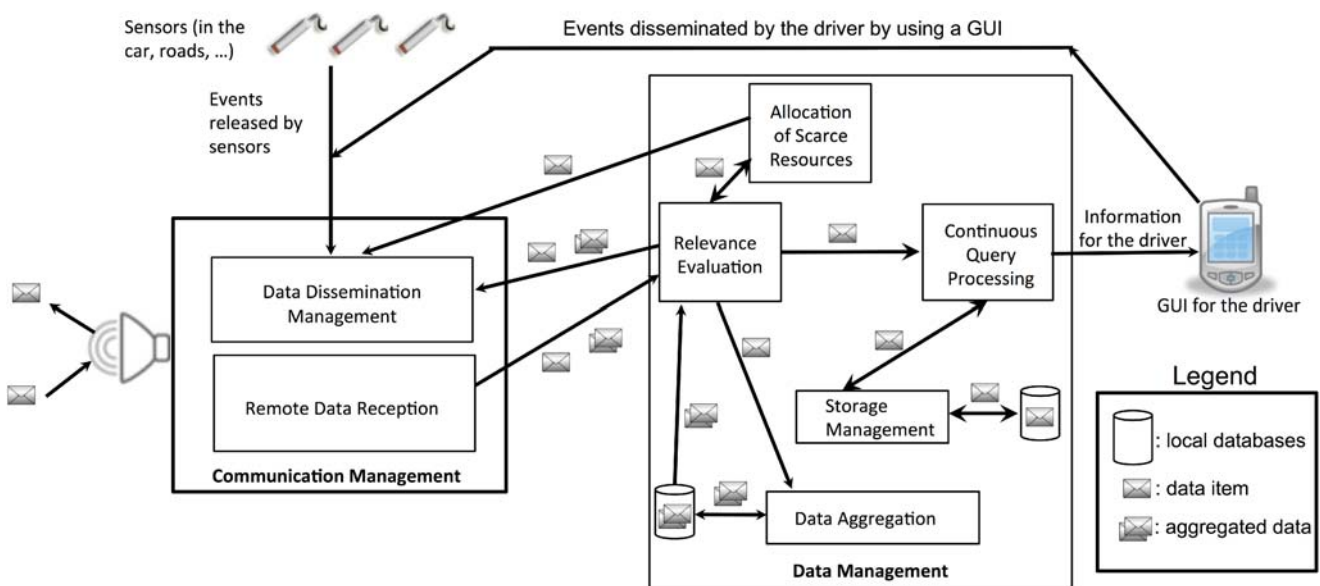 Sensors (in the
car, roads, ...)
Events disseminated by the driver by using a GUI
Events
released by
sensors
Allocation
of Scarce
Resources
Relevance
Evaluation
Continuous
Query
Processing
Information
for the driver
GUI for the driver
Data Dissemination
Management
Remote Data Reception
Communication Management
Storage
Management
Data Aggregation
Data Management
Legend
: local databases
: data item
: aggregated data